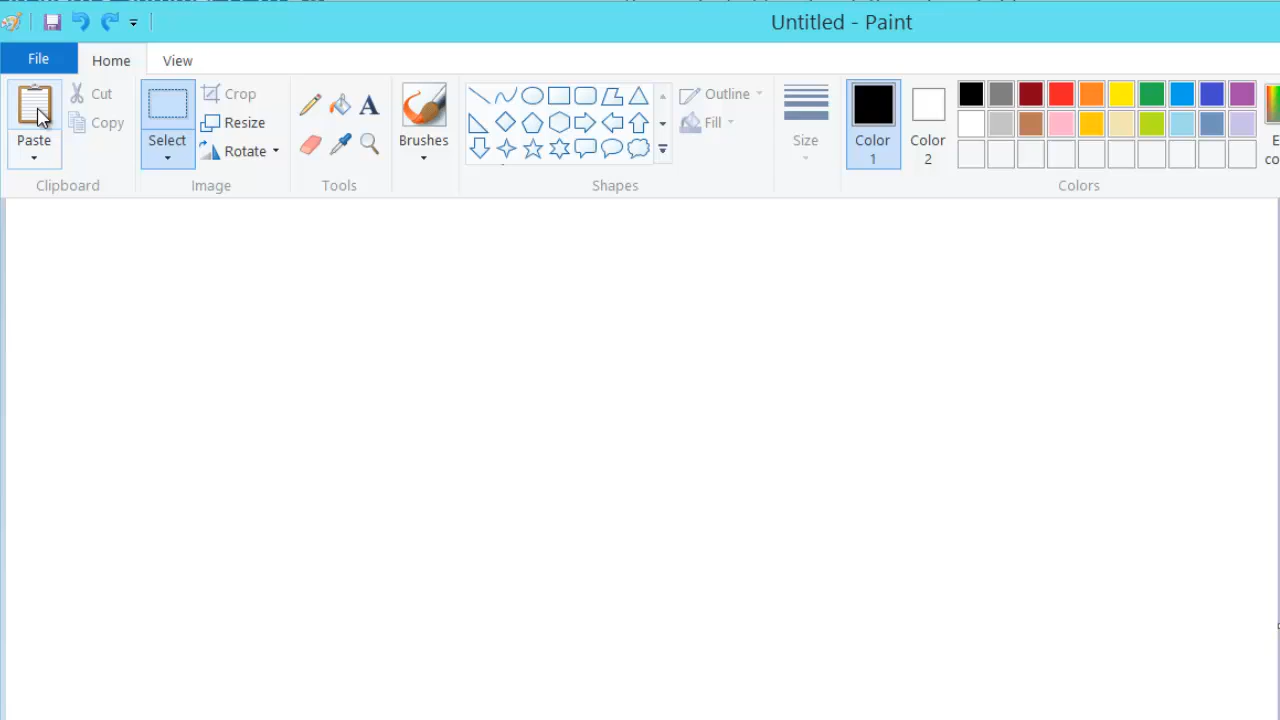 Untitled - Paint
File Home View
Paste
Cut
Copy
Clipboard
Select
Crop
Resize
Rotate
Image
Tools
Brushes
Shapes
Outline
Fill
Size
Color
1
Color
2
Colors